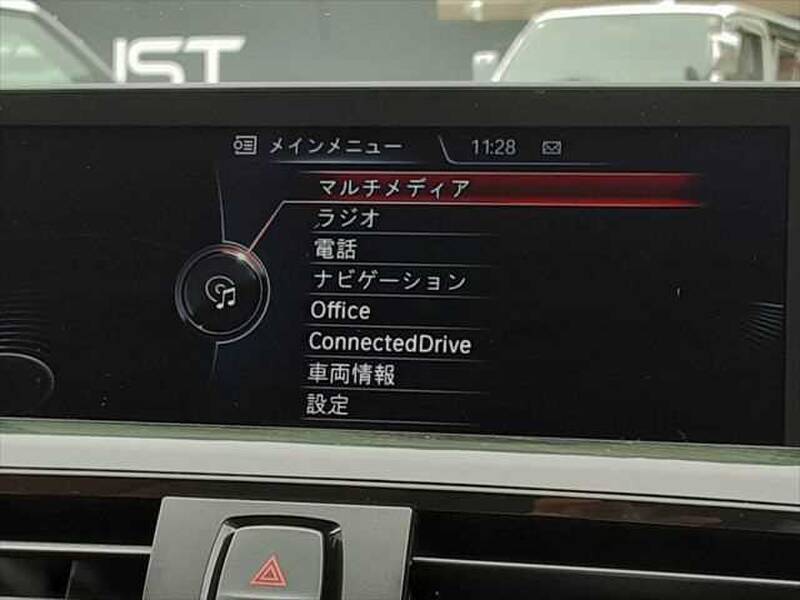 IST
メインメニュー 11:28
マルチメディア
ラジオ
電話
ナビゲーション
Office
ConnectedDrive
車両情報
設定